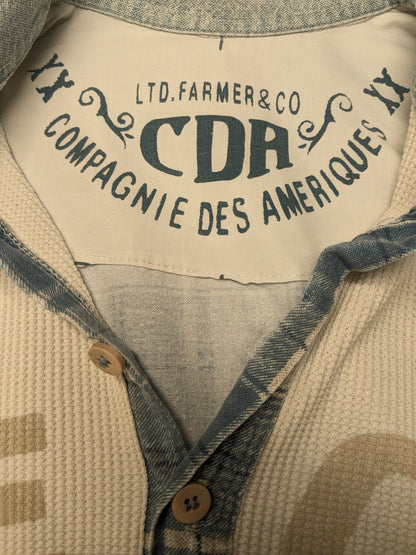 XX LTD.FARMER&CO XX
CDA
COMPAGNIE DES AMERIQUES